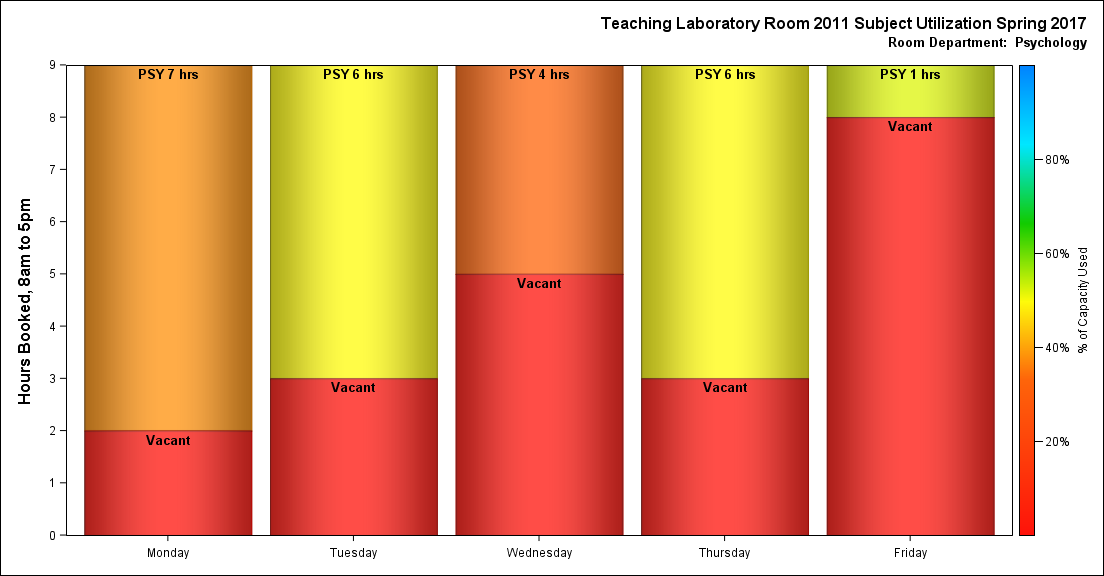 Teaching Laboratory Room 2011 Subject Utilization Spring 2017
Room Department:  Psychology
Hours Booked, 8am to 5pm
9
8
7
6
5
4
3
2
1
0
PSY 7 hrs
PSY 6 hrs
PSY 4 hrs
PSY 6 hrs
PSY 1 hrs
Vacant
Vacant
Vacant
Vacant
Vacant
Monday
Tuesday
Wednesday
Thursday
Friday
80%
60%
40%
20%
% of Capacity Used